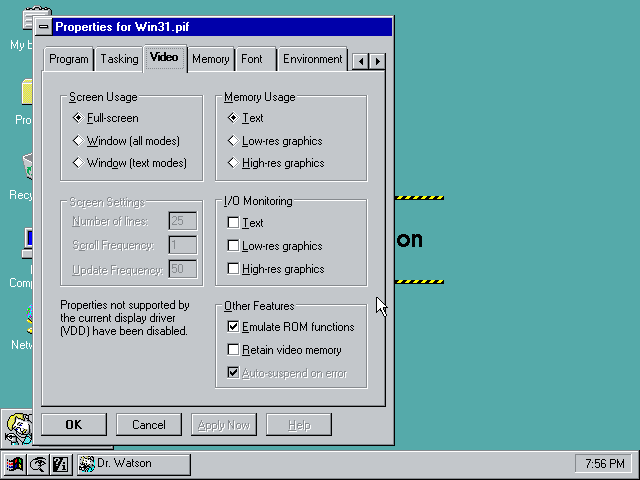 My b
Pro
Recy
Comp
Netw
Properties for Win31.pif
Program Tasking Video Memory Font Environment
Screen Usage
Full-screen
Window (all modes)
Window (text modes)
Memory Usage
Text
Low-res graphics
High-res graphics
Screen Settings
Number of lines: 25
Scroll Frequency: 1
Update Frequency: 50
I/O Monitoring
Text
Low-res graphics
High-res graphics
Properties not supported by
the current display driver
(VDD) have been disabled.
Other Features
Emulate ROM functions
Retain video memory
Auto-suspend on error
OK Cancel Apply Now Help
on
Dr. Watson
7:56 PM